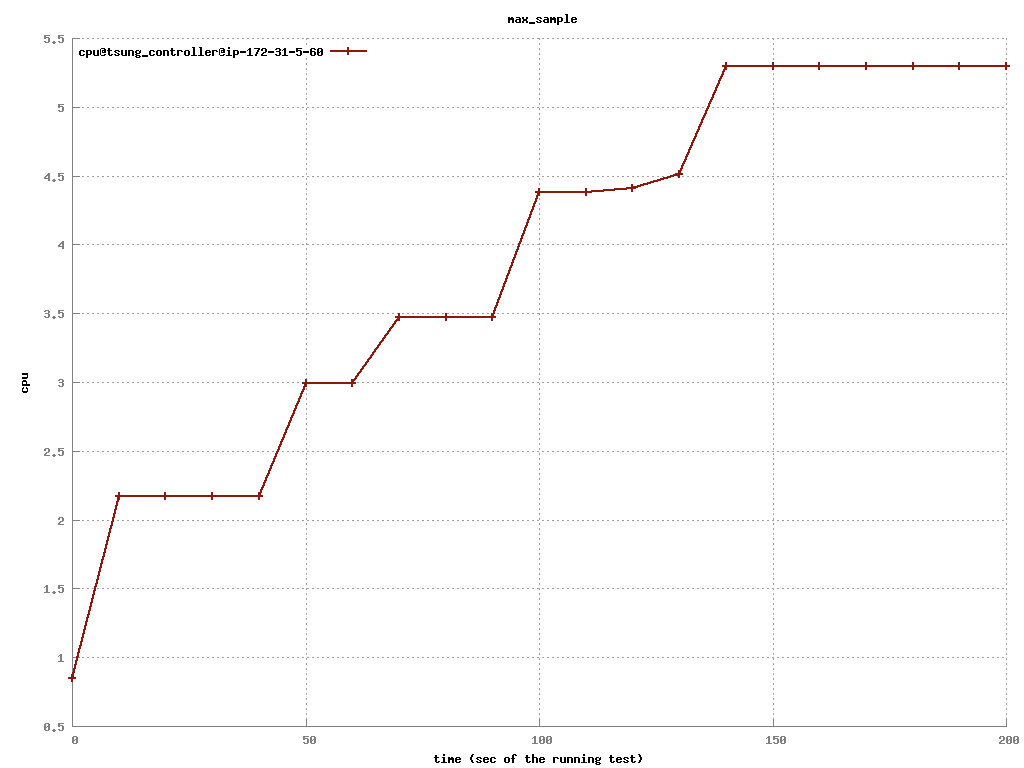 max_sample
cpu@tsung_controller@ip-172-31-5-60
5.5
5
4.5
4
3.5
3
2.5
2
1.5
1
0.5
cpu
0 50 100 150 200
time (sec of the running test)